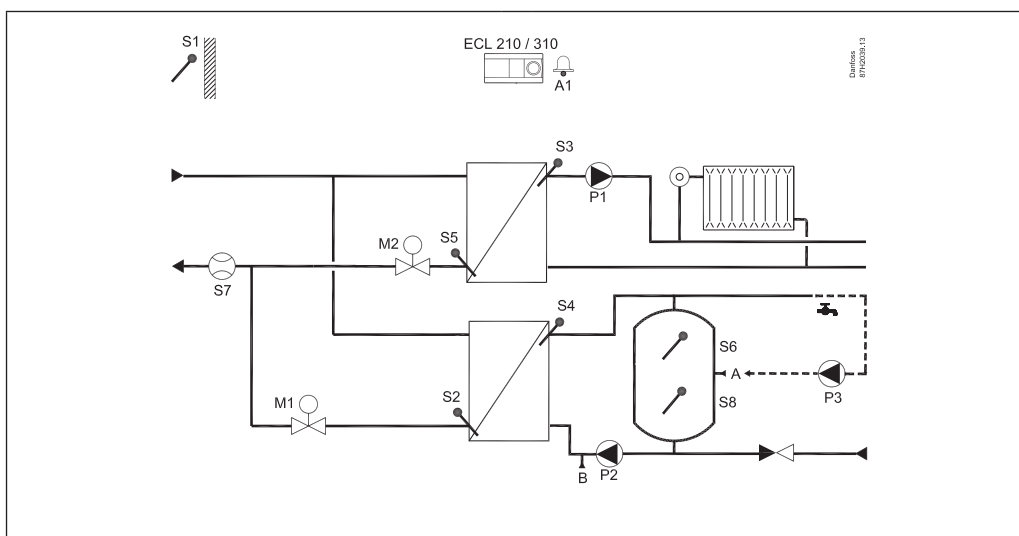 S1
ECL 210 / 310
A1
Danfoss
87H2039.13
S3
P1
M2
S5
S7
S4
S6
A
S8
P3
M1
S2
B
P2